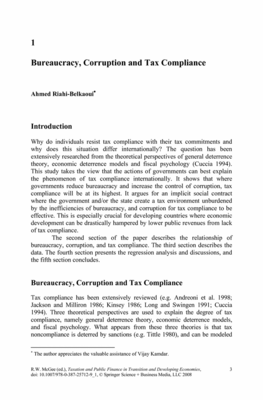 1
Bureaucracy, Corruption and Tax Compliance
Ahmed Riahi-Belkaoui*
Introduction
Why do individuals resist tax compliance with their tax commitments and
why does this situation differ internationally? The question has been
extensively researched from the theoretical perspectives of general deterrence
theory, economic deterrence models and fiscal psychology (Cuccia 1994).
This study takes the view that the actions of governments can best explain
the phenomenon of tax compliance internationally. It shows that where
governments reduce bureaucracy and increase the control of corruption, tax
compliance will be at its highest. It argues for an implicit social contract
where the government and/or the state create a tax environment unburdened
by the inefficiencies of bureaucracy, and corruption for tax compliance to be
effective. This is especially crucial for developing countries where economic
development can be drastically hampered by lower public revenues from lack
of tax compliance.
The second section of the paper describes the relationship of
bureaucracy, corruption, and tax compliance. The third section describes the
data. The fourth section presents the regression analysis and discussions, and
the fifth section concludes.
Bureaucracy, Corruption and Tax Compliance
Tax compliance has been extensively reviewed (e.g. Andreoni et al. 1998;
Jackson and Milliron 1986; Kinsey 1986; Long and Swingen 1991; Cuccia
1994). Three theoretical perspectives are used to explain the degree of tax
compliance, namely general deterrence theory, economic deterrence models,
and fiscal psychology. What appears from these three theories is that tax
noncompliance is deterred by sanctions (e.g. Tittle 1980), and can be modeled
* The author appreciates the valuable assistance of Vijay Karndar.
R.W. McGee (ed.), Taxation and Public Finance in Transition and Developing Economies, 3
doi: 10.1007/978-0-387-25712-9_1, © Springer Science + Business Media, LLC 2008